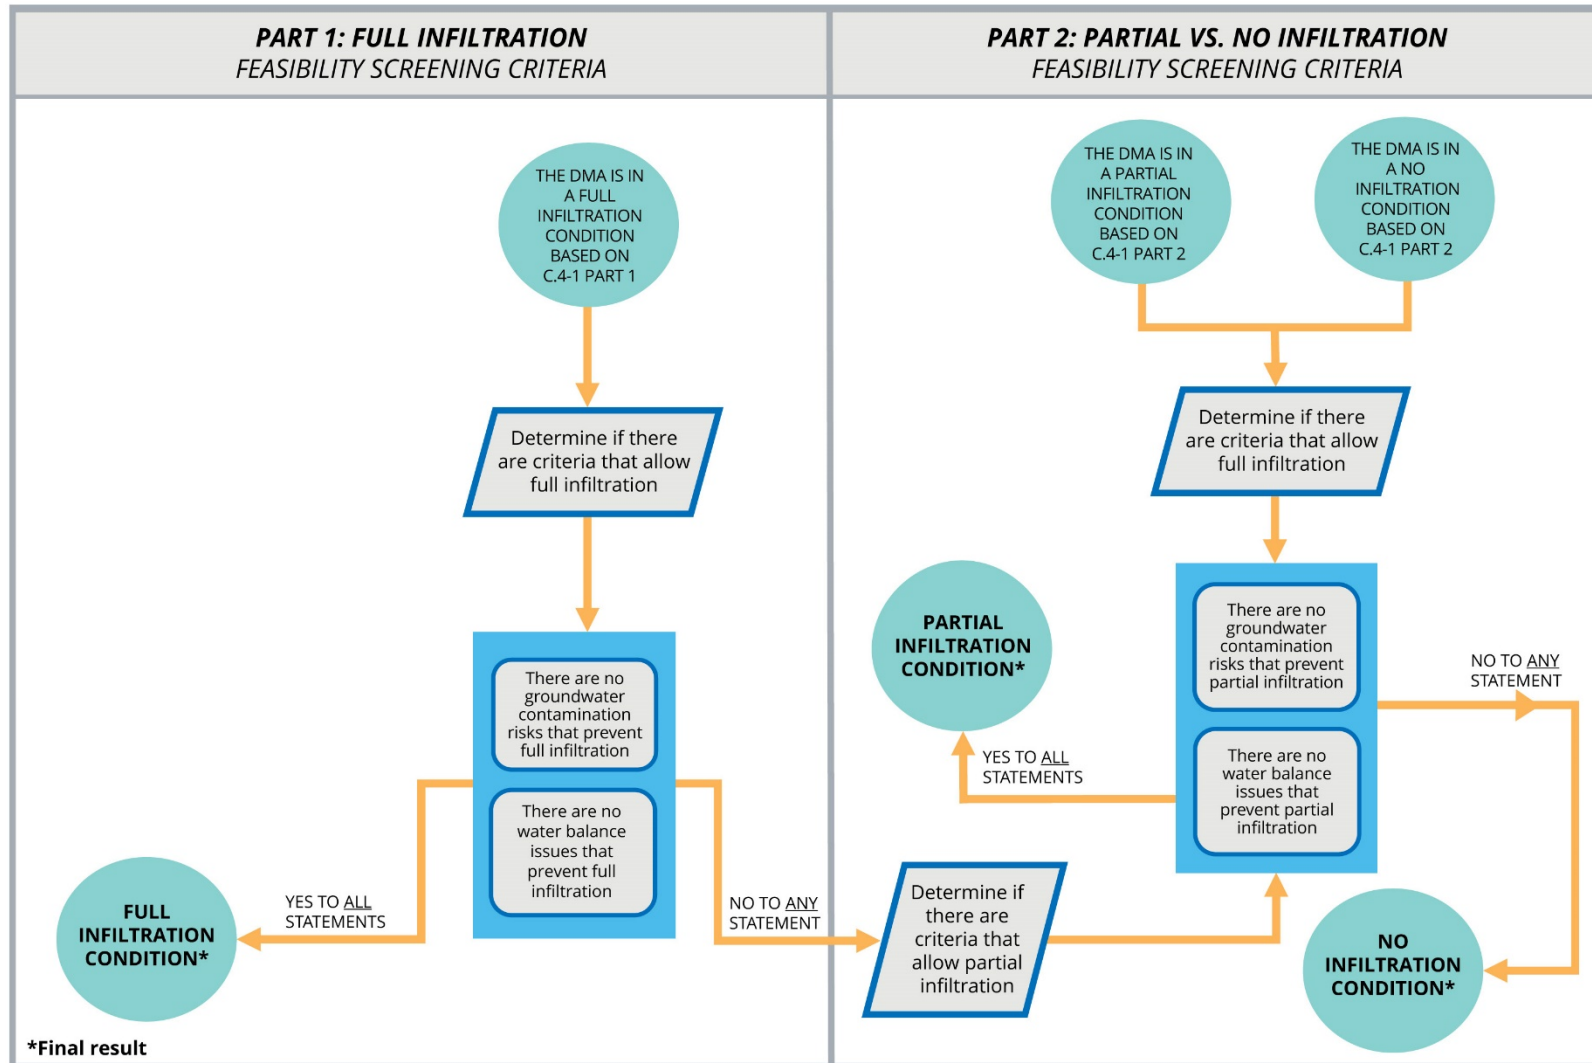 PART 1: FULL INFILTRATION
FEASIBILITY SCREENING CRITERIA
THE DMA IS IN
A FULL
INFILTRATION
CONDITION
BASED ON
C.4-1 PART 1
Determine if there
are criteria that allow
full infiltration
There are no
groundwater
contamination
risks that prevent
full infiltration
There are no
water balance
issues that
prevent full
infiltration
YES TO ALL
STATEMENTS
FULL
INFILTRATION
CONDITION*
NO TO ANY
STATEMENT
*Final result
PART 2: PARTIAL VS. NO INFILTRATION
FEASIBILITY SCREENING CRITERIA
THE DMA IS IN
A PARTIAL
INFILTRATION
CONDITION
BASED ON
C.4-1 PART 2
THE DMA IS IN
A NO
INFILTRATION
CONDITION
BASED ON
C.4-1 PART 2
Determine if there
are criteria that allow
full infiltration
There are no
groundwater
contamination
risks that prevent
partial infiltration
There are no
water balance
issues that
prevent partial
infiltration
PARTIAL
INFILTRATION
CONDITION*
YES TO ALL
STATEMENTS
NO TO ANY
STATEMENT
Determine if
there are
criteria that
allow partial
infiltration
NO
INFILTRATION
CONDITION*